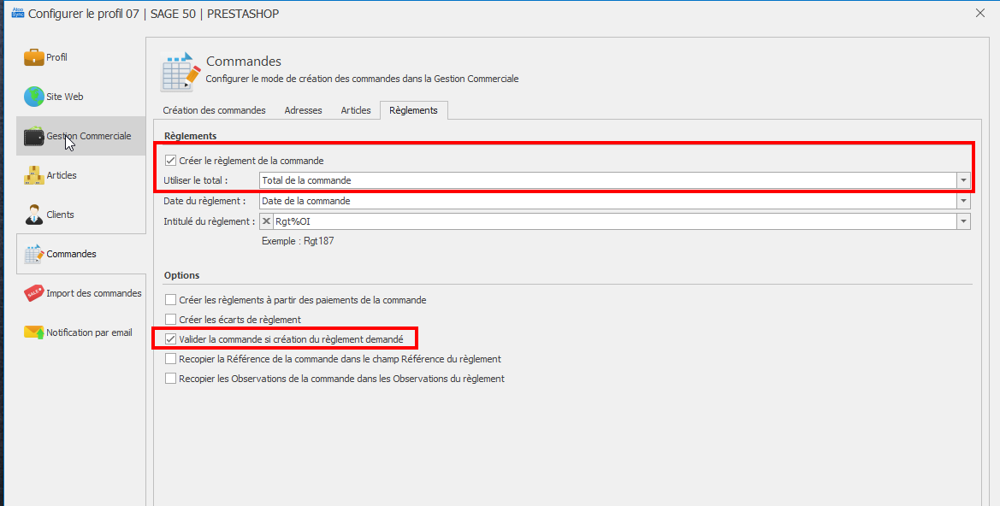 Aton
Sync
Configurer le profil 07 | SAGE 50 | PRESTASHOP
Profil
Site Web
Gestion Commerciale
Articles
Clients
Commandes
Import des commandes
Notification par email
Commandes
Configurer le mode de création des commandes dans la Gestion Commerciale
Création des commandes
Adresses
Articles
Règlements
Règlements
Créer le règlement de la commande
Utiliser le total : Total de la commande
Date du règlement : Date de la commande
Intitulé du règlement : Rgt%OI
Exemple : Rgt187
Options
Créer les règlements à partir des paiements de la commande
Créer les écarts de règlement
Valider la commande si création du règlement demandé
Recopier la Référence de la commande dans le champ Référence du règlement
Recopier les Observations de la commande dans les Observations du règlement
SALE